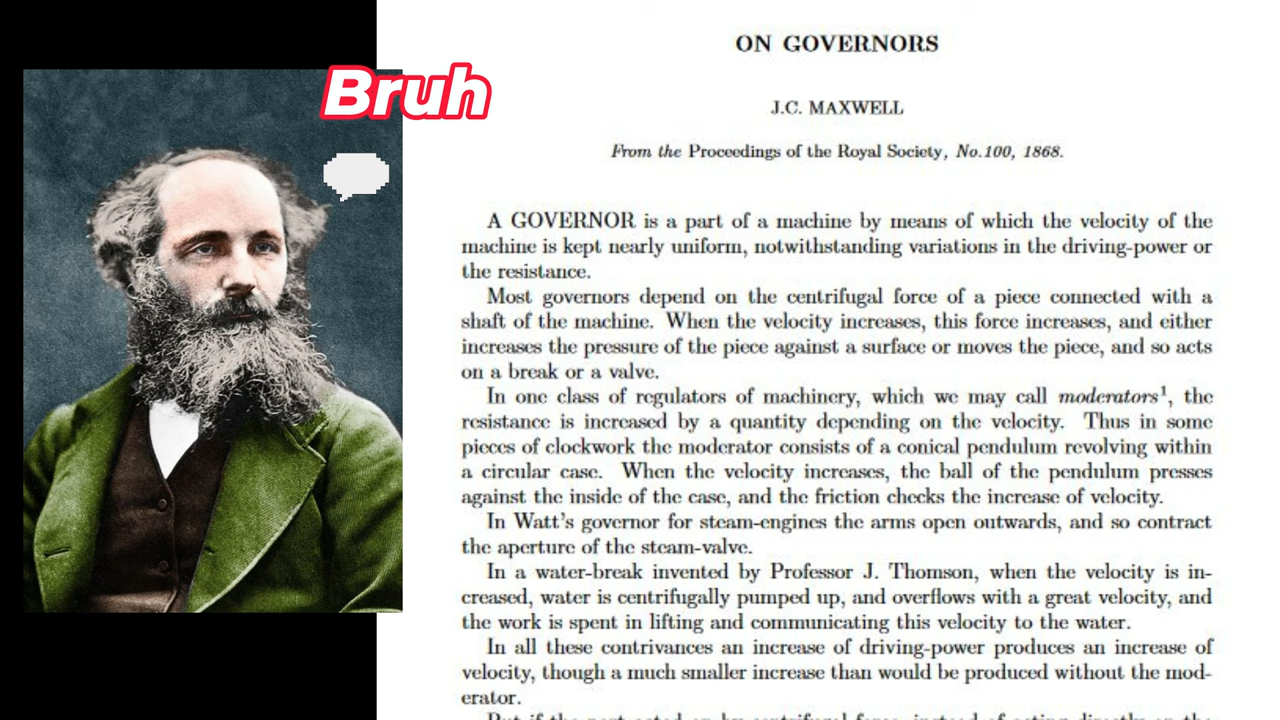 Bruh
ON GOVERNORS
J.C. MAXWELL
From the Proceedings of the Royal Society, No.100, 1868.
A GOVERNOR is a part of a machine by means of which the velocity of the
machine is kept nearly uniform, notwithstanding variations in the driving-power or
the resistance.
Most governors depend on the centrifugal force of a piece connected with a
shaft of the machine. When the velocity increases, this force increases, and either
increases the pressure of the piece against a surface or moves the piece, and so acts
on a break or a valve.
In one class of regulators of machinery, which we may call moderators¹, the
resistance is increased by a quantity depending on the velocity. Thus in some
pieces of clockwork the moderator consists of a conical pendulum revolving within
a circular case. When the velocity increases, the ball of the pendulum presses
against the inside of the case, and the friction checks the increase of velocity.
In Watt's governor for steam-engines the arms open outwards, and so contract
the aperture of the steam-valve.
In a water-break invented by Professor J. Thomson, when the velocity is in-
creased, water is centrifugally pumped up, and overflows with a great velocity, and
the work is spent in lifting and communicating this velocity to the water.
In all these contrivances an increase of driving-power produces an increase of
velocity, though a much smaller increase than would be produced without the mod-
erator.